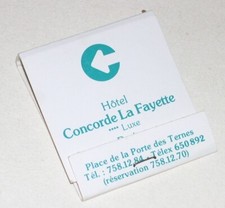 Hôtel
Concorde La Fayette
**** Luxe
Place de la Porte des Ternes
Tél. : 758.12.84 - Télex 650892
(réservation 758.12.70)